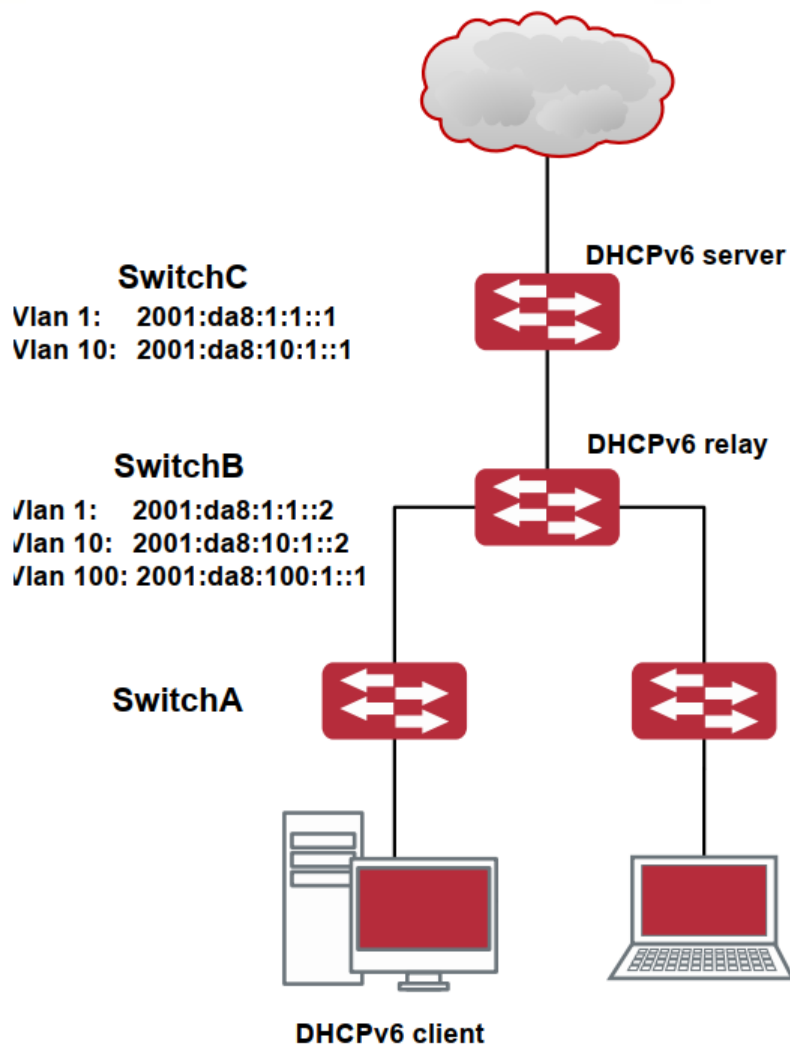 DHCPv6 server
SwitchC
Vlan 1: 2001:da8:1:1::1
Vlan 10: 2001:da8:10:1::1
DHCPv6 relay
SwitchB
Vlan 1: 2001:da8:1:1::2
Vlan 10: 2001:da8:10:1::2
Vlan 100: 2001:da8:100:1::1
SwitchA
DHCPv6 client